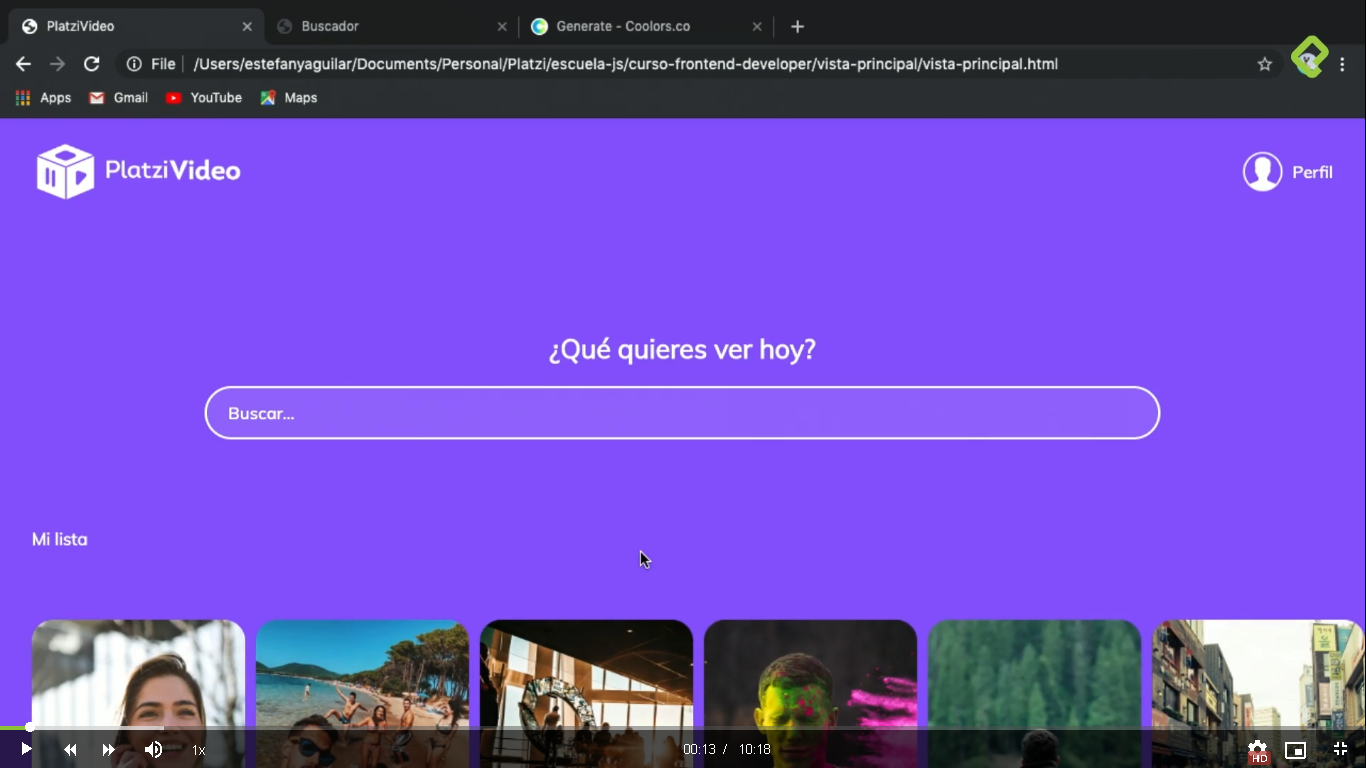 PlatziVideo
Buscador
Generate - Coolors.co
File
/Users/estefanyaguilar/Documents/Personal/Platzi/escuela-js/curso-frontend-developer/vista-principal/vista-principal.html
Apps
Gmail
YouTube
Maps
PlatziVideo
Perfil
¿Qué quieres ver hoy?
Buscar...
Mi lista
1x
00:13 / 10:18
HD